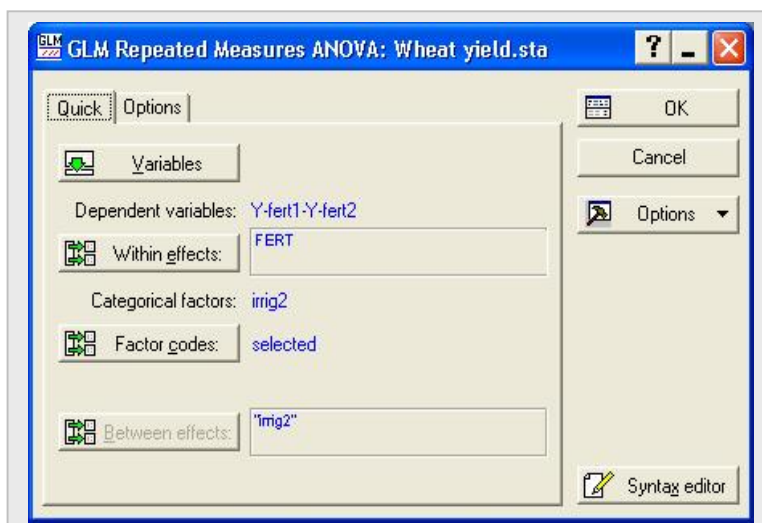 GLM GLM Repeated Measures ANOVA: Wheat yield.sta ?
Quick Options
OK
Variables
Cancel
Dependent variables: Y-fert1-Y-fert2
Options
Within effects: FERT
Categorical factors: irrig2
Factor codes: selected
Between effects: "irrig2"
Syntax editor